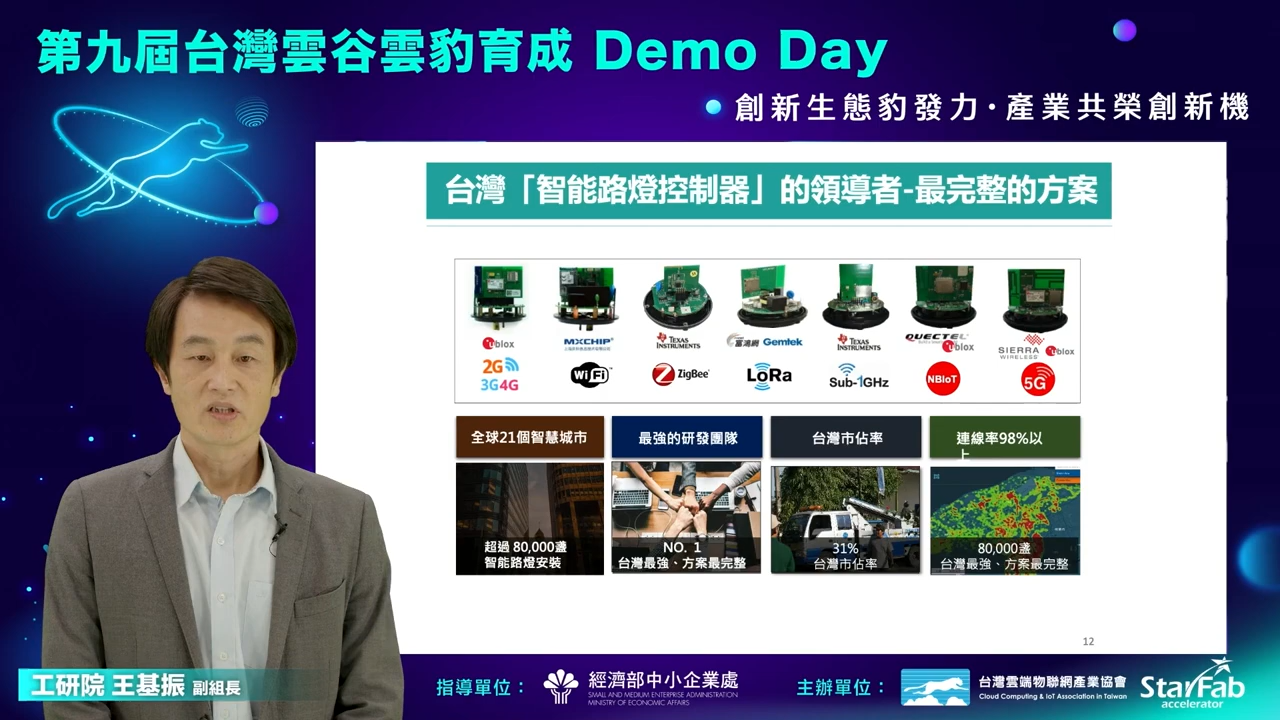 第九屆台灣雲谷雲豹育成 Demo Day
創新生態豹發力·產業共榮創新機
台灣「智能路燈控制器」的領導者-最完整的方案
ublox
MXCHIP
TEXAS INSTRUMENTS
富鴻網 Gemtek
TEXAS INSTRUMENTS
QUECTEL ublox
SIERRA WIRELESS ublox
2G 3G4G
WiFi
ZigBee
LoRa
Sub-1GHz
NBIoT
5G
全球21個智慧城市
最強的研發團隊
台灣市佔率
連線率98%以上
超過 80,000盞
智能路燈安裝
NO. 1
台灣最強、方案最完整
31%
台灣市佔率
80,000盞
台灣最強、方案最完整
12
工研院 王基振 副組長
指導單位：
經濟部中小企業處
SMALL AND MEDIUM ENTERPRISE ADMINISTRATION
MINISTRY OF ECONOMIC AFFAIRS
主辦單位：
台灣雲端物聯網產業協會
Cloud Computing & IoT Association in Taiwan
StarFab
accelerator